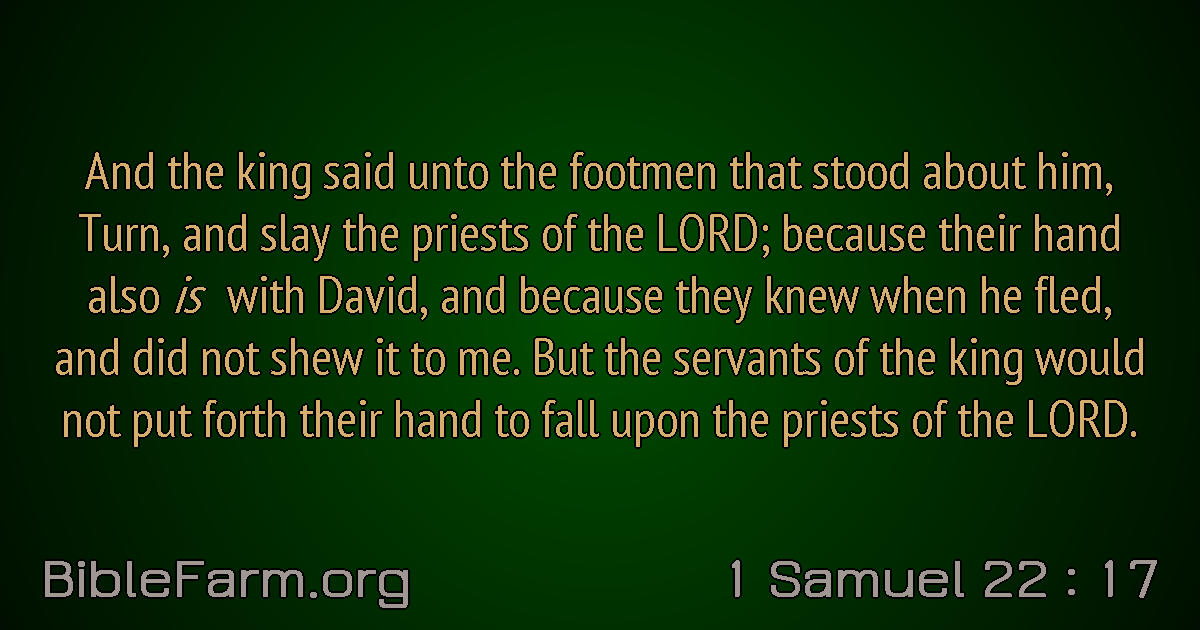 And the king said unto the footmen that stood about him,
Turn, and slay the priests of the LORD; because their hand
also is with David, and because they knew when he fled,
and did not shew it to me. But the servants of the king would
not put forth their hand to fall upon the priests of the LORD.
BibleFarm.org
1 Samuel 22 : 17